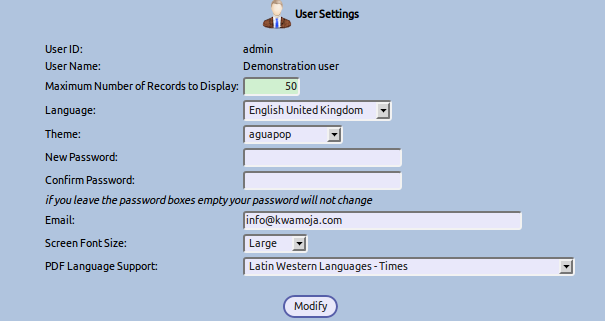 User Settings
User ID: admin
User Name: Demonstration user
Maximum Number of Records to Display: 50
Language: English United Kingdom
Theme: aguapop
New Password:
Confirm Password:
if you leave the password boxes empty your password will not change
Email: info@kwamoja.com
Screen Font Size: Large
PDF Language Support: Latin Western Languages - Times
Modify